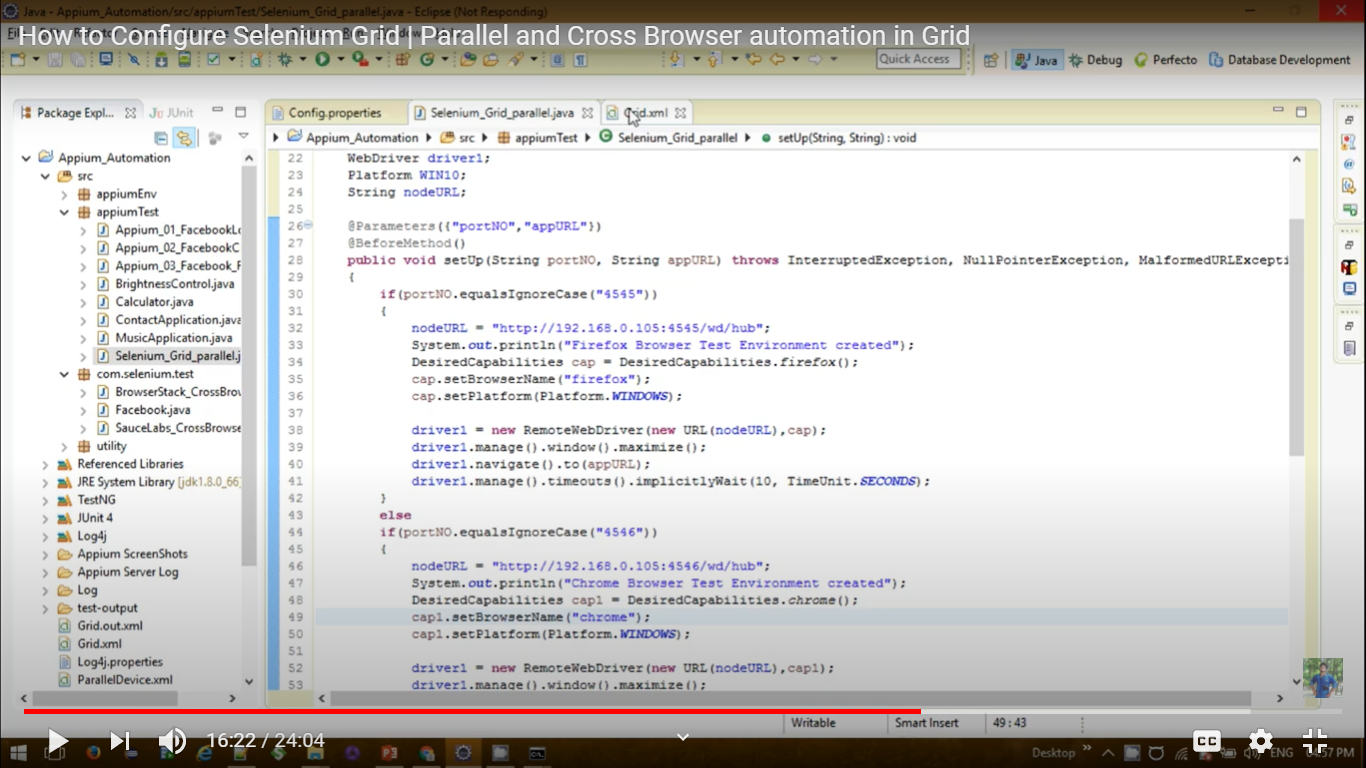 Java - Appium_Automation/src/appiumTest/Selenium_Grid_parallel.java - Eclipse (Not Responding)
How to Configure Selenium Grid | Parallel and Cross Browser automation in Grid
Quick Access
Java
Debug
Perfecto
Database Development
Package Expl...
JUnit
Config.properties
Selenium_Grid_parallel.java
Grid.xml
Appium_Automation
src
appiumTest
Selenium_Grid_parallel
setUp(String, String) : void
Appium_Automation
src
appiumEnv
appiumTest
Appium_01_FacebookLo
Appium_02_FacebookC
Appium_03_Facebook_F
BrightnessControl.java
Calculator.java
ContactApplication.java
MusicApplication.java
Selenium_Grid_parallel.j
com.selenium.test
BrowserStack_CrossBrow
Facebook.java
SauceLabs_CrossBrowse
utility
Referenced Libraries
JRE System Library [jdk1.8.0_66]
TestNG
JUnit 4
Log4j
Appium ScreenShots
Appium Server Log
Log
test-output
Grid.out.xml
Grid.xml
Log4j.properties
ParallelDevice.xml
22 WebDriver driver1;
23 Platform WIN10;
24 String nodeURL;
25
26 @Parameters({"portNO","appURL"})
27 @BeforeMethod()
28 public void setUp(String portNO, String appURL) throws InterruptedException, NullPointerException, MalformedURLExcepti
29 {
30 if(portNO.equalsIgnoreCase("4545"))
31 {
32 nodeURL = "http://192.168.0.105:4545/wd/hub";
33 System.out.println("Firefox Browser Test Environment created");
34 DesiredCapabilities cap = DesiredCapabilities.firefox();
35 cap.setBrowserName("firefox");
36 cap.setPlatform(Platform.WINDOWS);
37
38 driver1 = new RemoteWebDriver(new URL(nodeURL),cap);
39 driver1.manage().window().maximize();
40 driver1.navigate().to(appURL);
41 driver1.manage().timeouts().implicitlyWait(10, TimeUnit.SECONDS);
42 }
43 else
44 if(portNO.equalsIgnoreCase("4546"))
45 {
46 nodeURL = "http://192.168.0.105:4546/wd/hub";
47 System.out.println("Chrome Browser Test Environment created");
48 DesiredCapabilities cap1 = DesiredCapabilities.chrome();
49 cap1.setBrowserName("chrome");
50 cap1.setPlatform(Platform.WINDOWS);
51
52 driver1 = new RemoteWebDriver(new URL(nodeURL),cap1);
53 driver1.manage().window().maximize();
Writable
Smart Insert
49 : 43
16:22 / 24:04
CC
Desktop
ENG